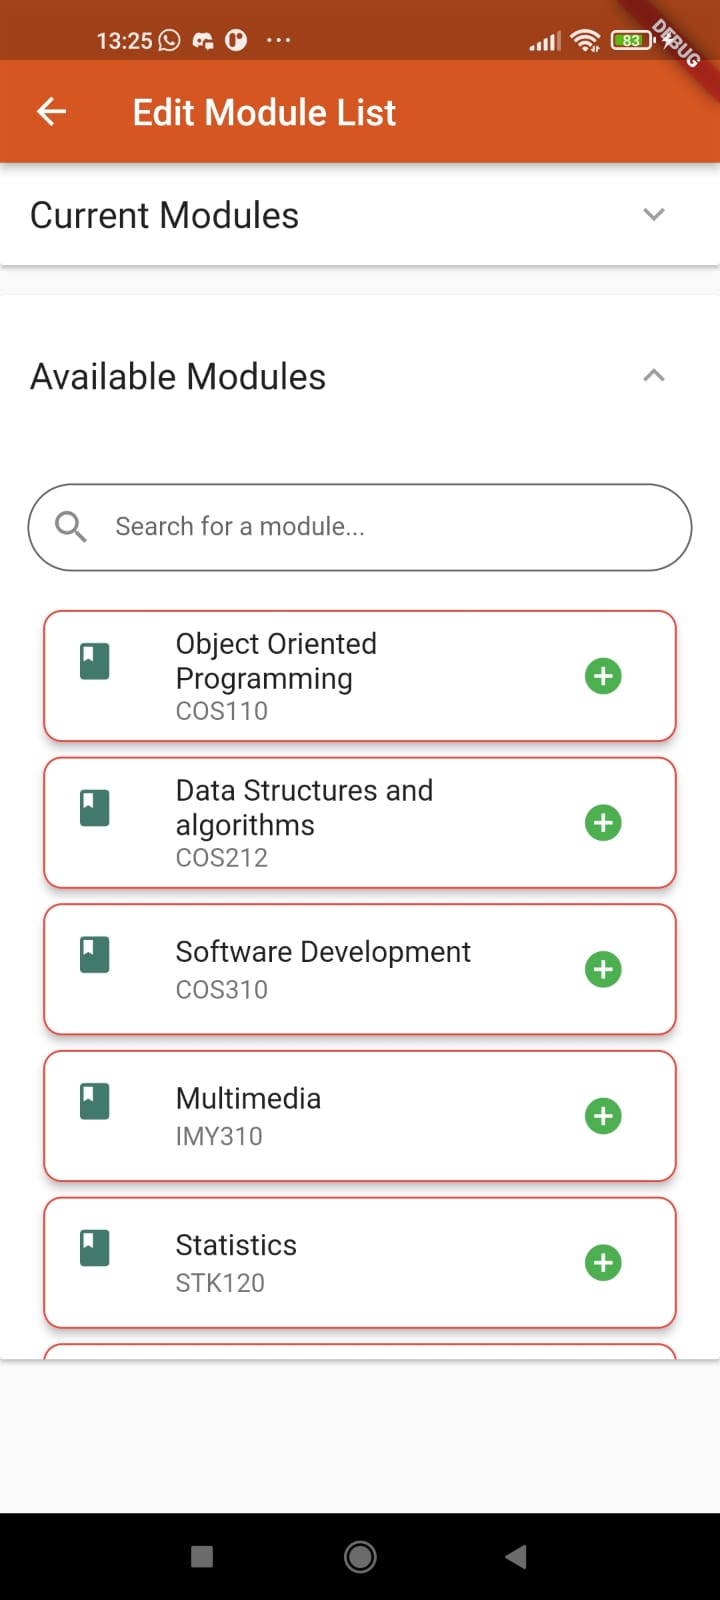 13:25
83
DEBUG
Edit Module List
Current Modules
Available Modules
Search for a module...
Object Oriented
Programming
COS110
Data Structures and
algorithms
COS212
Software Development
COS310
Multimedia
IMY310
Statistics
STK120